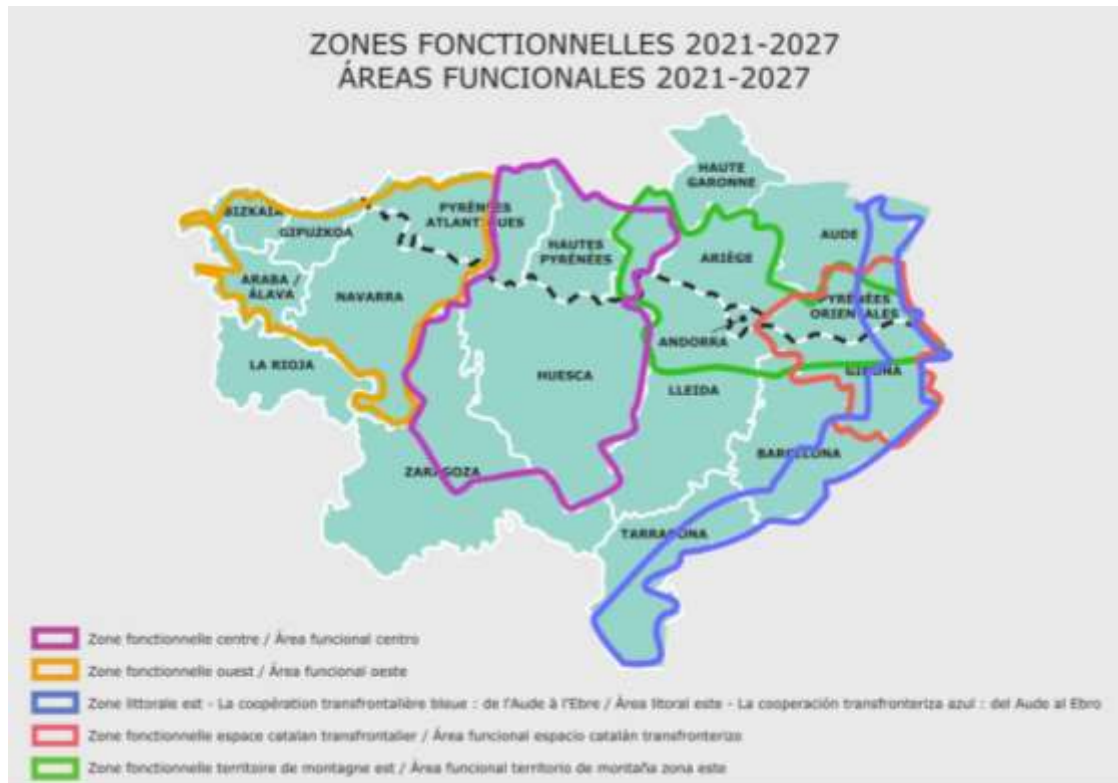 ZONES FONCTIONNELLES 2021-2027
ÁREAS FUNCIONALES 2021-2027
HAUTE
GARONNE
BIZKAIA
GIPUZKOA
PYRÉNÉES
ATLANTIQUES
HAUTES
PYRÉNÉES
ARIÈGE
AUDE
ARABA /
ÁLAVA
NAVARRA
PYRÉNÉES
ORIENTALES
ANDORRA
LA RIOJA
HUESCA
LLEIDA
GIRONA
ZARAGOZA
BARCELONA
TARRAGONA
Zone fonctionnelle centre / Área funcional centro
Zone fonctionnelle ouest / Área funcional oeste
Zone littorale est - La coopération transfrontalière bleue : de l'Aude à l'Ebre / Área litoral este - La cooperación transfronteriza azul : del Aude al Ebro
Zone fonctionnelle espace catalan transfrontalier / Área funcional espacio catalán transfronterizo
Zone fonctionnelle territoire de montagne est / Área funcional territorio de montaña zona este